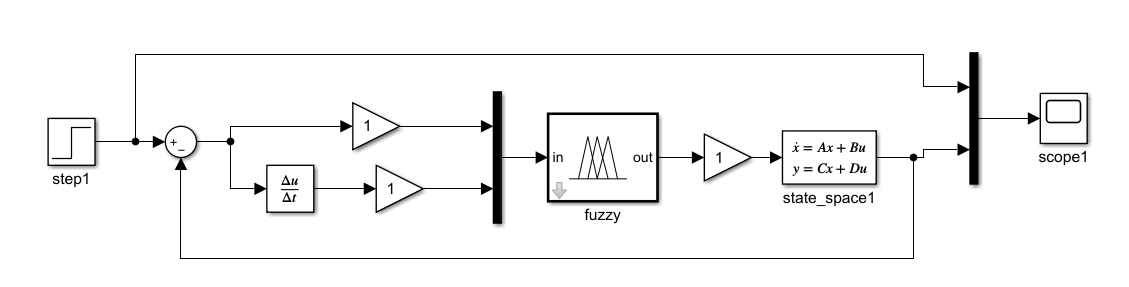 step1
+
−
1
Δu
Δt
1
in
out
fuzzy
1
ẋ = Ax + Bu
y = Cx + Du
state_space1
scope1